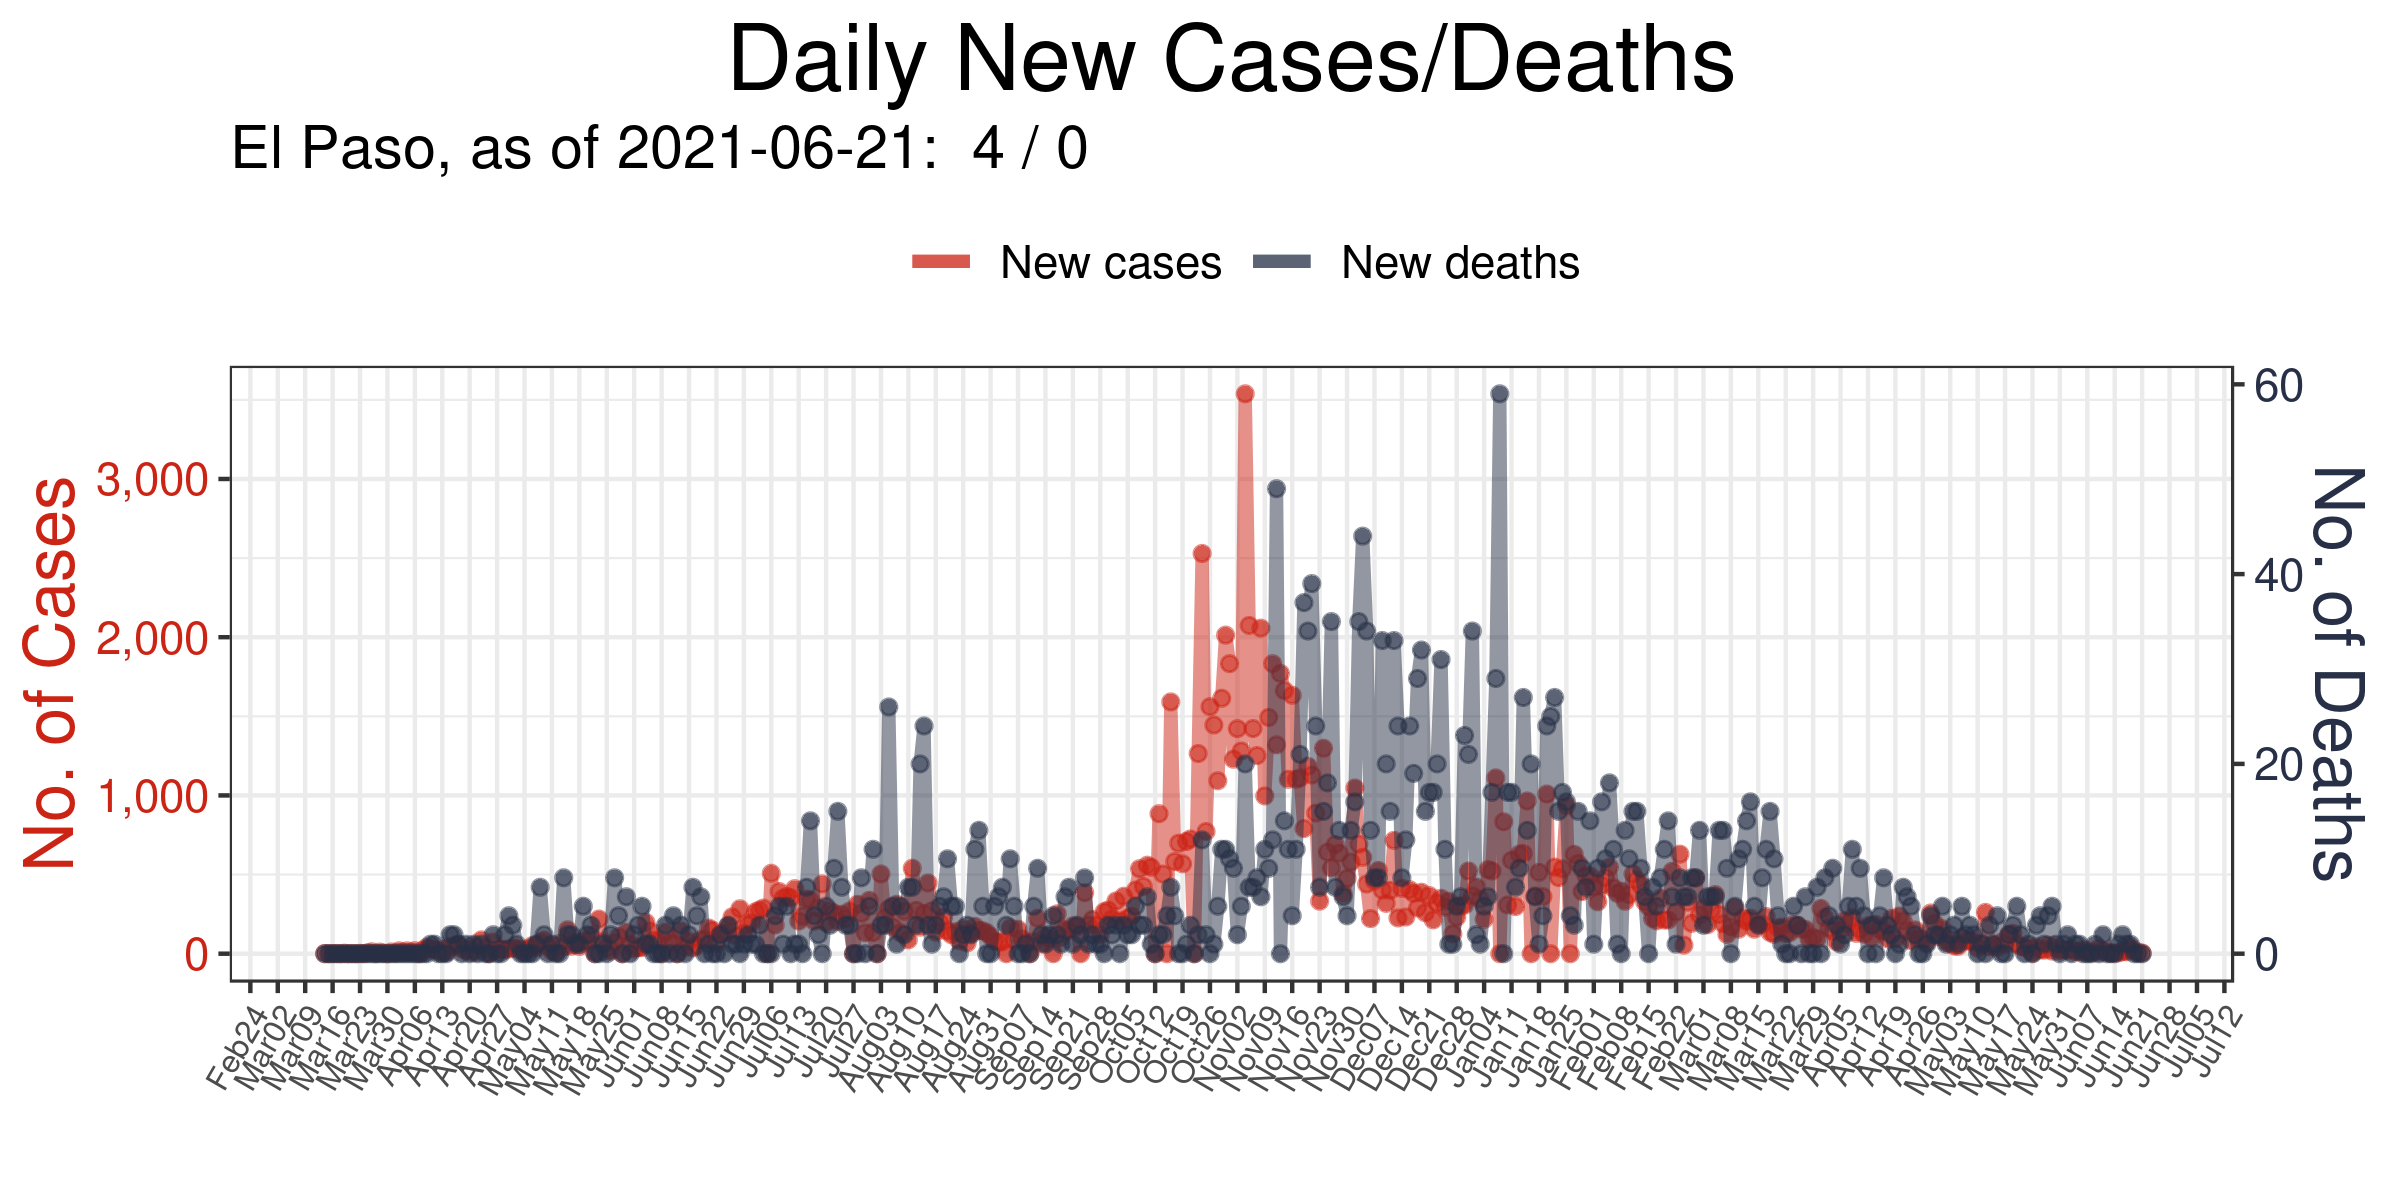 Daily New Cases/Deaths
El Paso, as of 2021-06-21: 4 / 0
New cases
New deaths
No. of Cases
3,000
2,000
1,000
0
60
40
20
0
No. of Deaths
Feb24
Mar02
Mar09
Mar16
Mar23
Mar30
Apr06
Apr13
Apr20
Apr27
May04
May11
May18
May25
Jun01
Jun08
Jun15
Jun22
Jun29
Jul06
Jul13
Jul20
Jul27
Aug03
Aug10
Aug17
Aug24
Aug31
Sep07
Sep14
Sep21
Sep28
Oct05
Oct12
Oct19
Oct26
Nov02
Nov09
Nov16
Nov23
Nov30
Dec07
Dec14
Dec21
Dec28
Jan04
Jan11
Jan18
Jan25
Feb01
Feb08
Feb15
Feb22
Mar01
Mar08
Mar15
Mar22
Mar29
Apr05
Apr12
Apr19
Apr26
May03
May10
May17
May24
May31
Jun07
Jun14
Jun21
Jun28
Jul05
Jul12